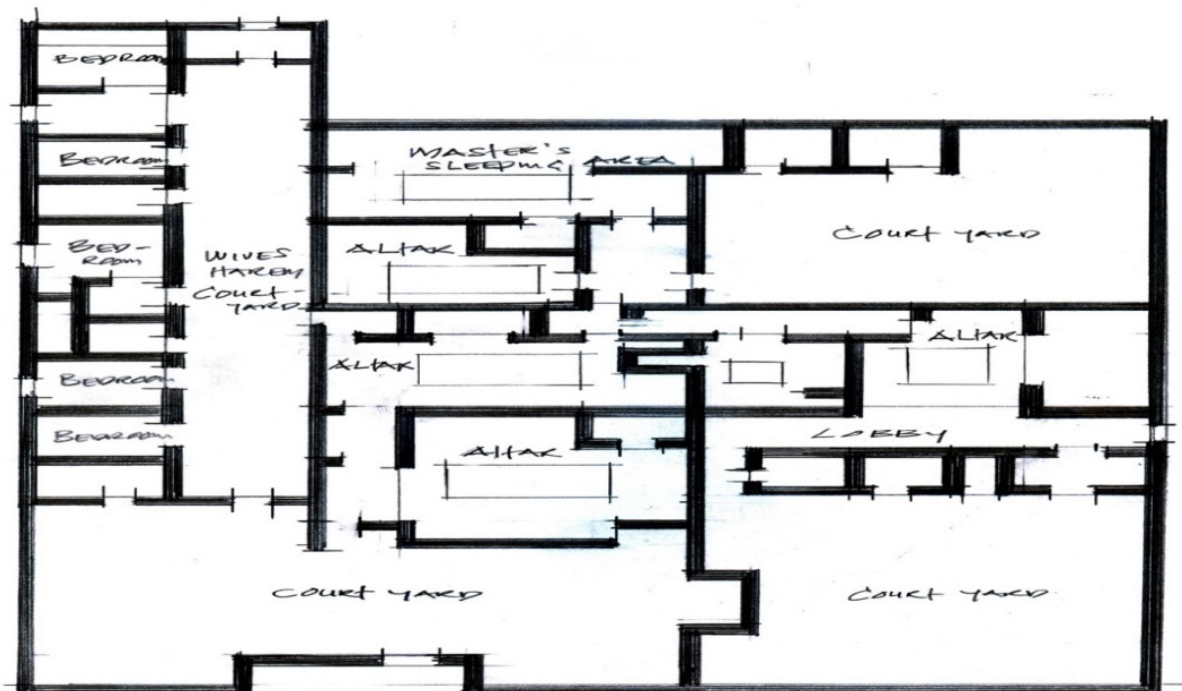 BEDROOM
MASTER'S
SLEEPING AREA
BEDROOM
COURT YARD
BED-
ROOM
ALTAR
WIVES
HAREM
COURT-
YARD
ALTAR
ALTAR
BEDROOM
BEDROOM
LOBBY
ALTAR
COURT YARD
COURT YARD